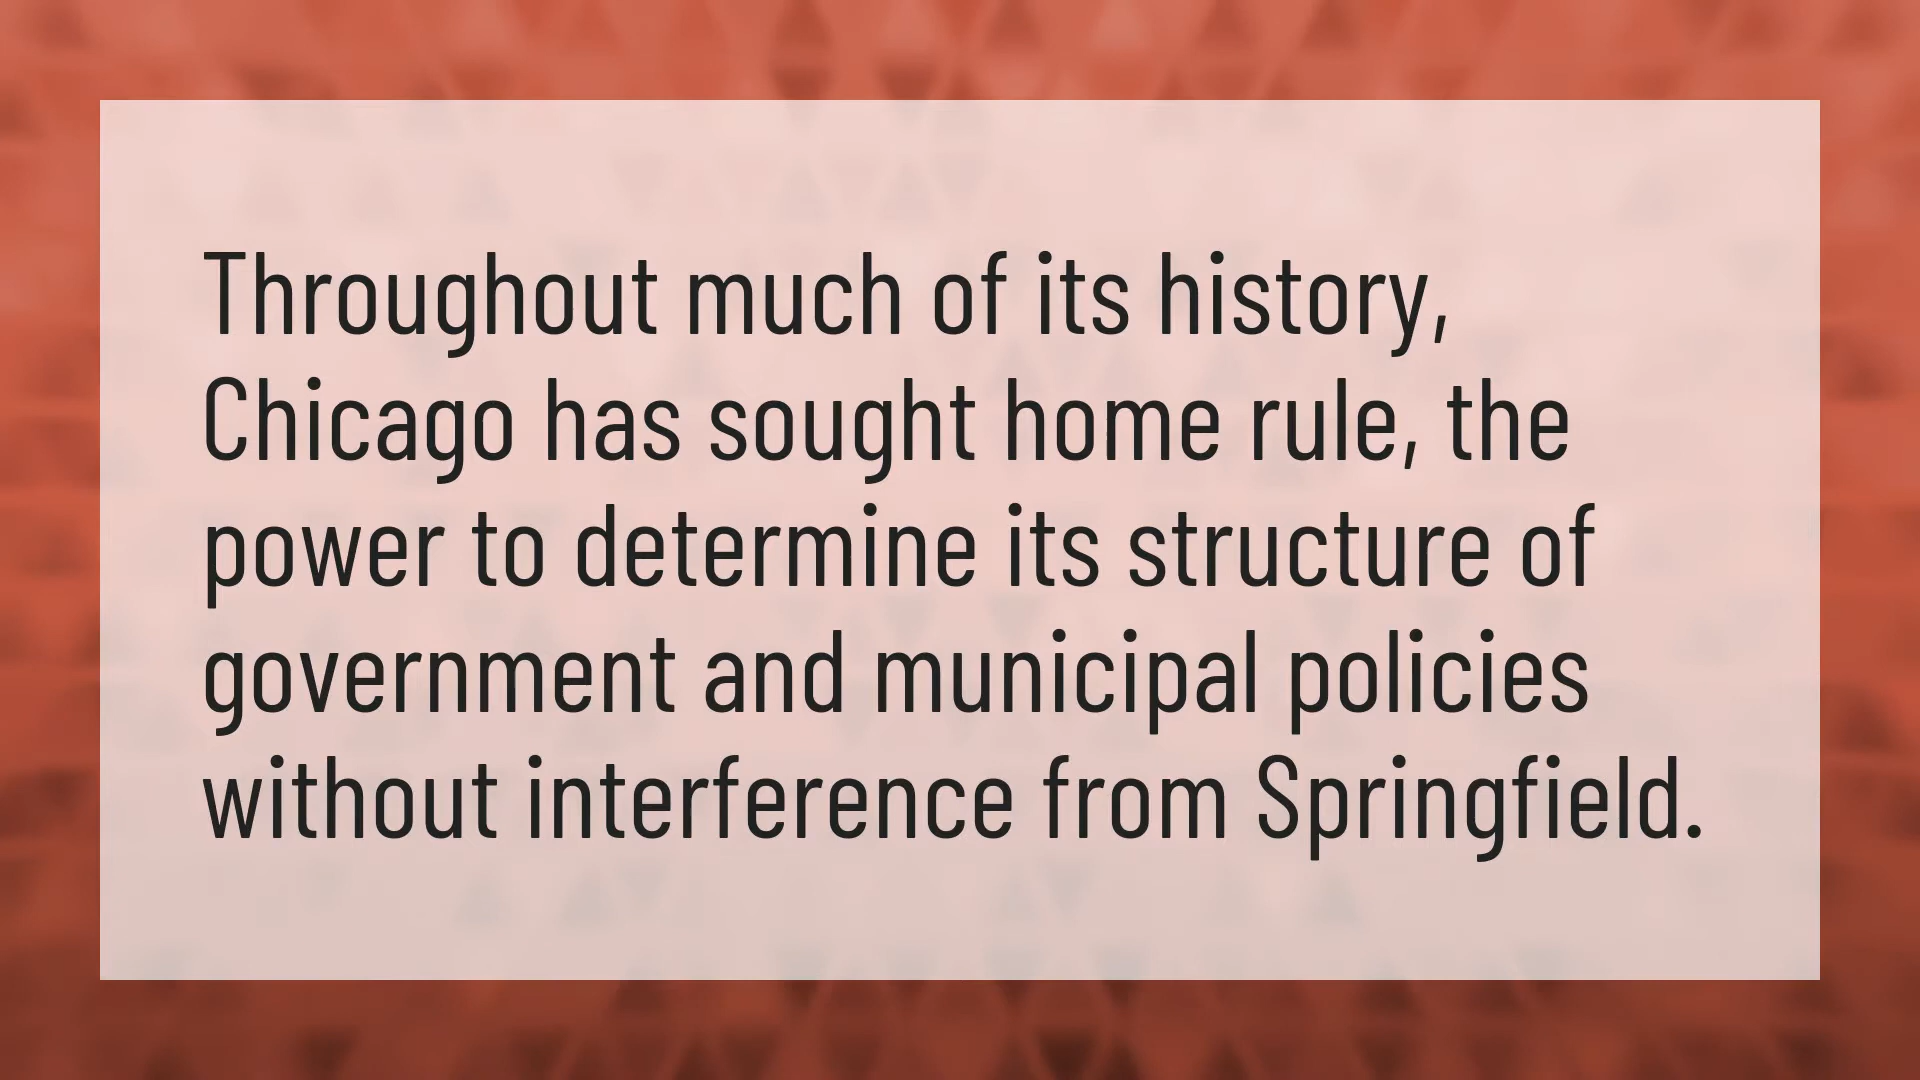 Throughout much of its history,
Chicago has sought home rule, the
power to determine its structure of
government and municipal policies
without interference from Springfield.